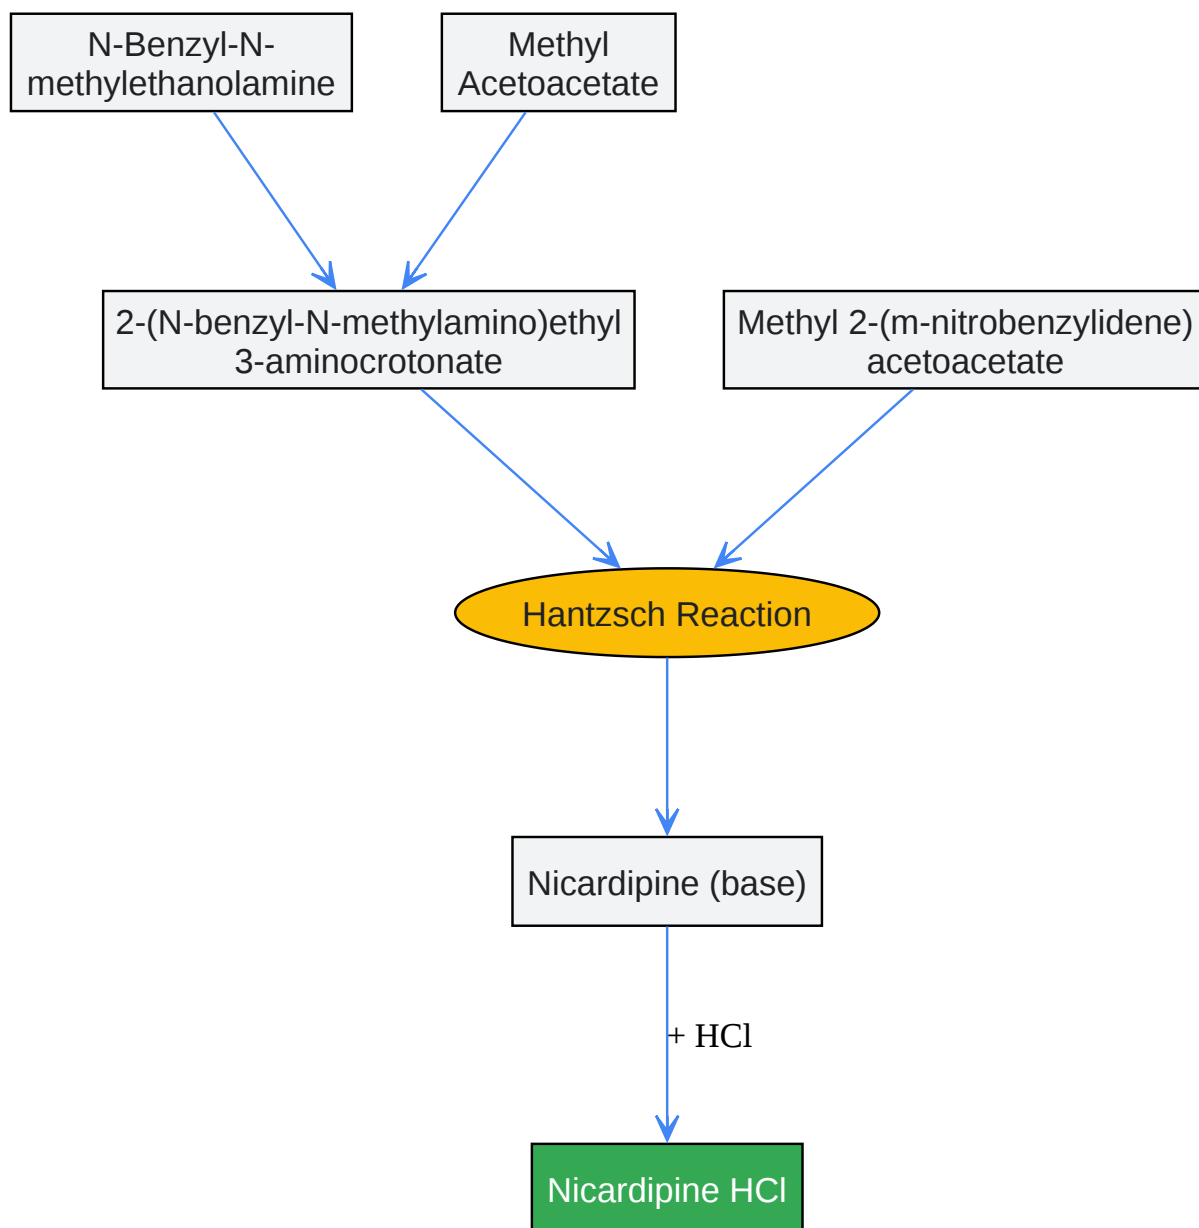 N-Benzyl-N-
methylethanolamine
Methyl
Acetoacetate
2-(N-benzyl-N-methylamino)ethyl
3-aminocrotonate
Methyl 2-(m-nitrobenzylidene)
acetoacetate
Hantzsch Reaction
Nicardipine (base)
+ HCl
Nicardipine HCl